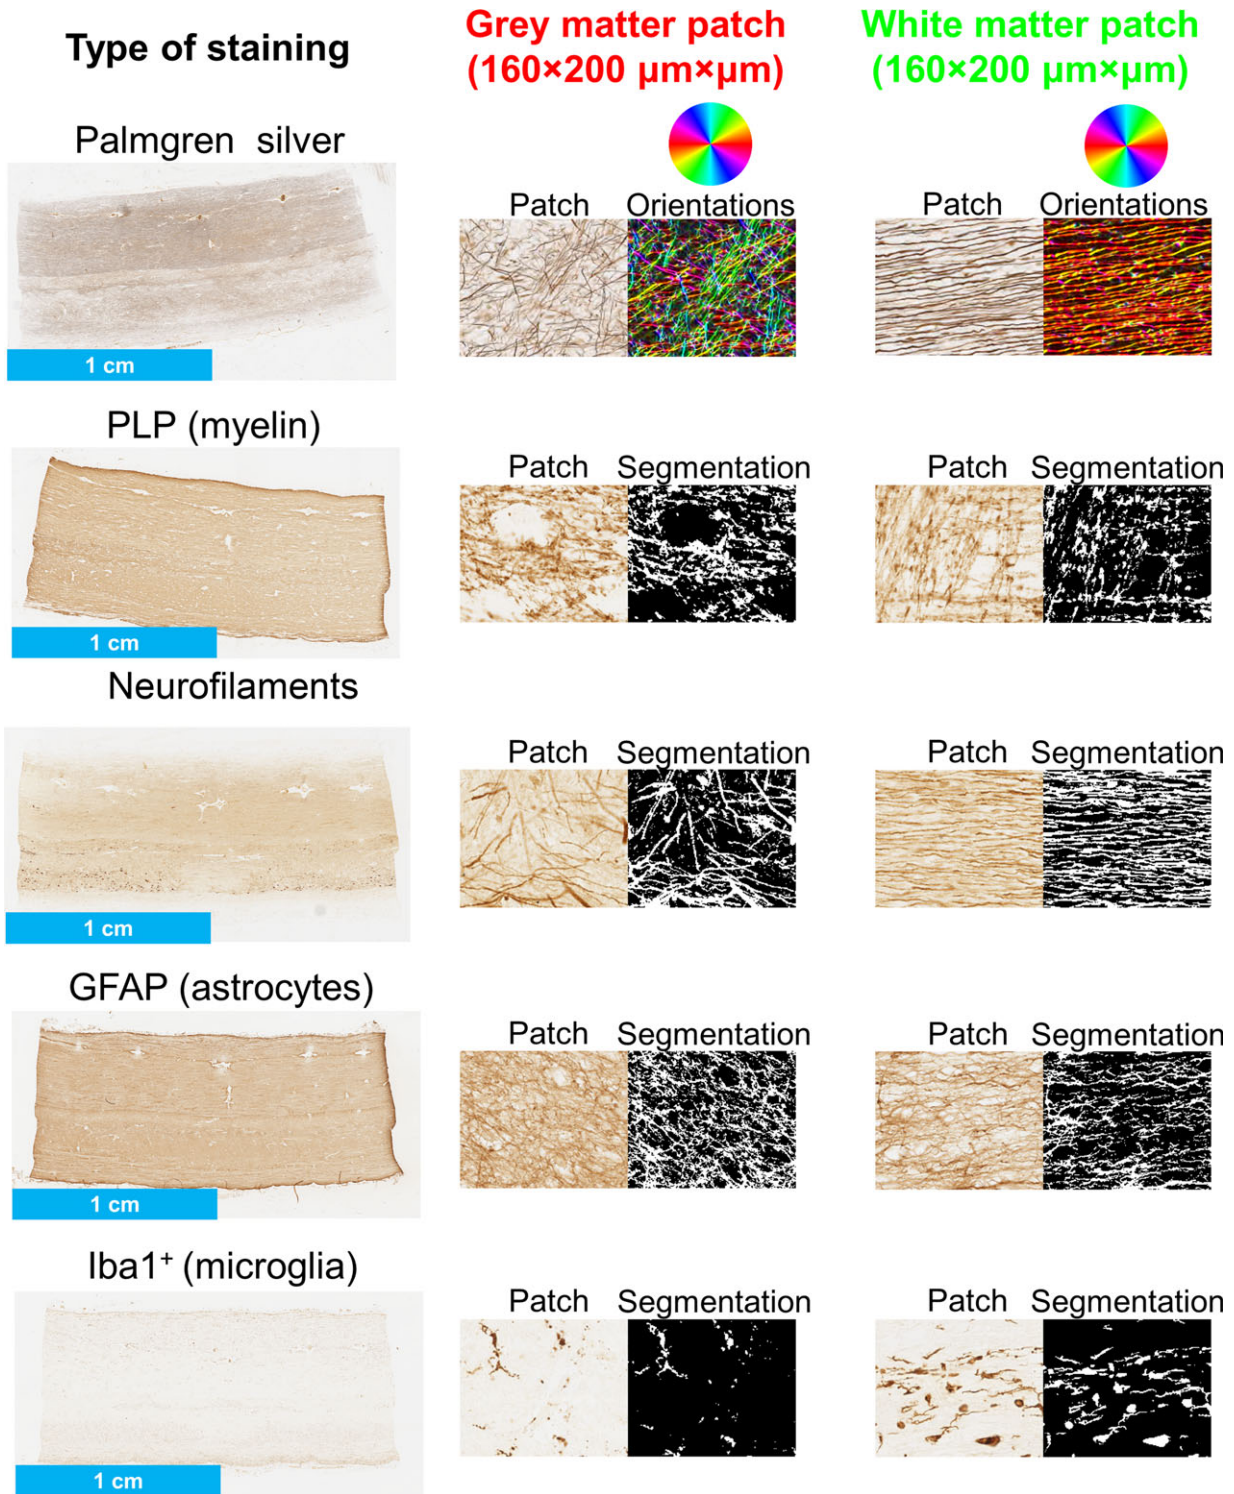 Type of staining
Grey matter patch
(160×200 μm×μm)
White matter patch
(160×200 μm×μm)
Palmgren silver
Patch Orientations
Patch Orientations
1 cm
PLP (myelin)
Patch Segmentation
Patch Segmentation
1 cm
Neurofilaments
Patch Segmentation
Patch Segmentation
1 cm
GFAP (astrocytes)
Patch Segmentation
Patch Segmentation
1 cm
Iba1⁺ (microglia)
Patch Segmentation
Patch Segmentation
1 cm